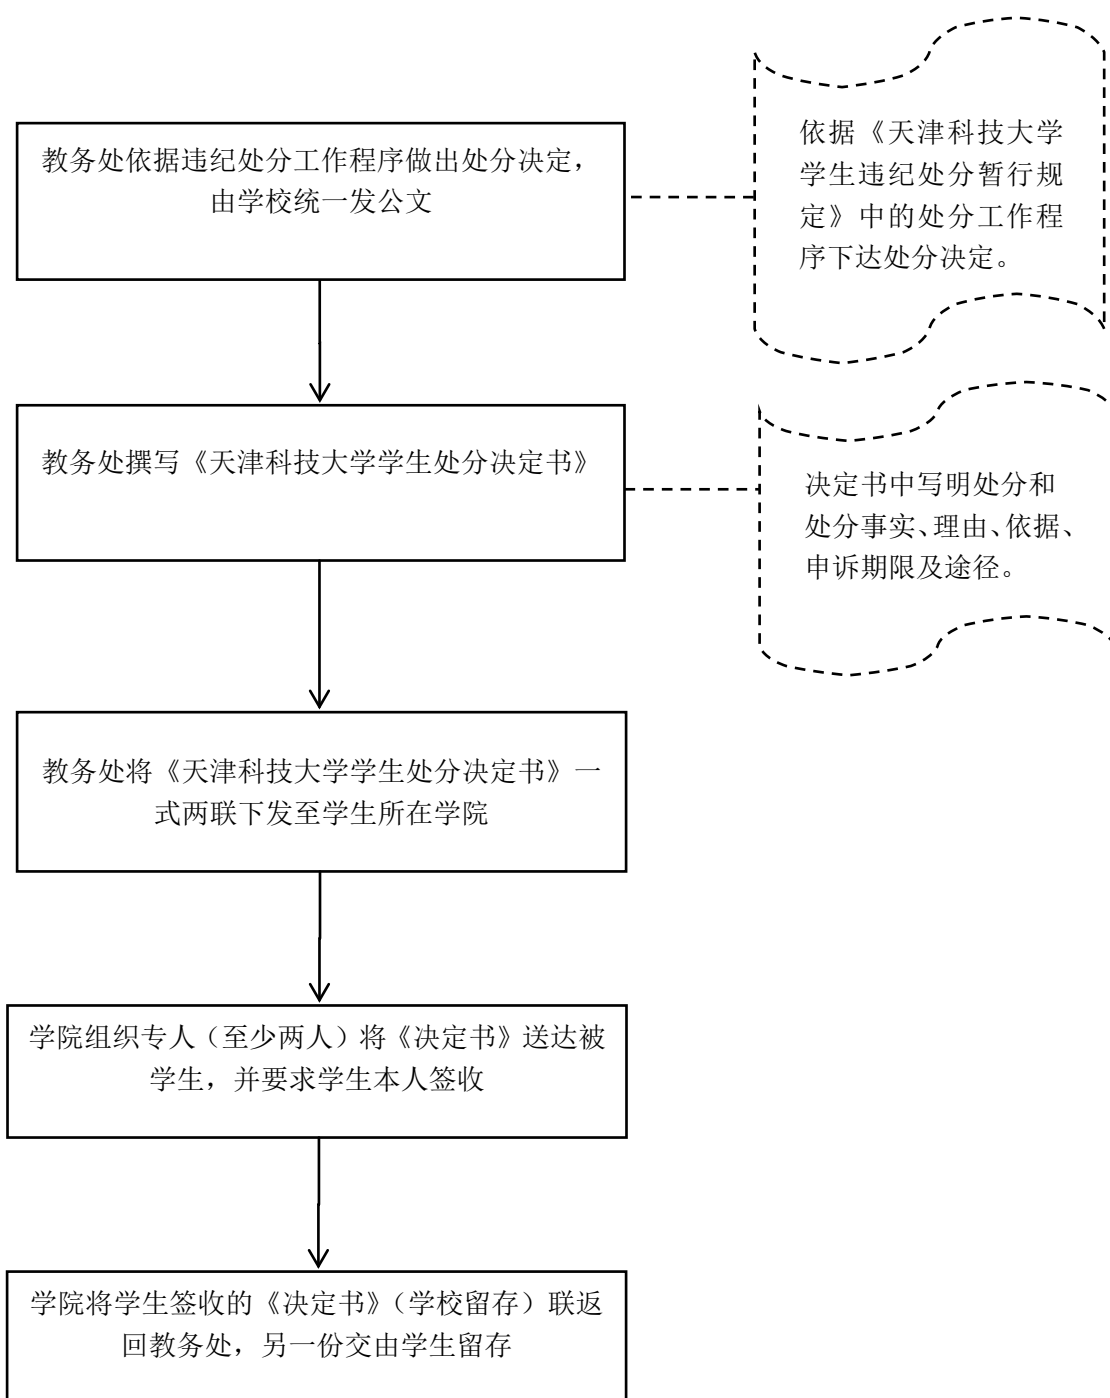 教务处依据违纪处分工作程序做出处分决定，
由学校统一发公文
依据《天津科技大学
学生违纪处分暂行规
定》中的处分工作程
序下达处分决定。
教务处撰写《天津科技大学学生处分决定书》
决定书中写明处分和
处分事实、理由、依据、
申诉期限及途径。
教务处将《天津科技大学学生处分决定书》一
式两联下发至学生所在学院
学院组织专人（至少两人）将《决定书》送达被
学生，并要求学生本人签收
学院将学生签收的《决定书》（学校留存）联返
回教务处，另一份交由学生留存